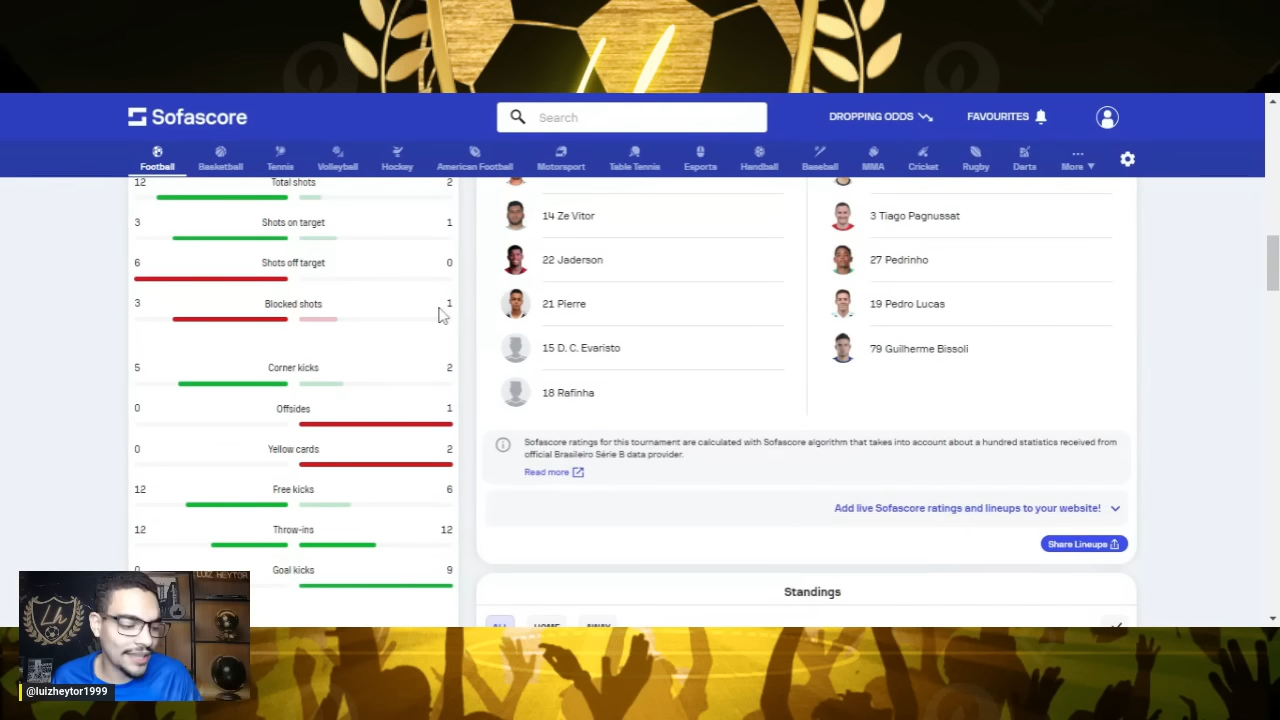 Sofascore
Search
DROPPING ODDS
FAVOURITES
Football
Basketball
Tennis
Volleyball
Hockey
American Football
Motorsport
Table Tennis
Esports
Handball
Baseball
MMA
Cricket
Rugby
Darts
More
12 Total shots 2
3 Shots on target 1
6 Shots off target 0
3 Blocked shots 1
5 Corner kicks 2
0 Offsides 1
0 Yellow cards 2
12 Free kicks 6
12 Throw-ins 12
Goal kicks 9
14 Ze Vitor
22 Jaderson
21 Pierre
15 D. C. Evaristo
18 Rafinha
3 Tiago Pagnussat
27 Pedrinho
19 Pedro Lucas
79 Guilherme Bissoli
Sofascore ratings for this tournament are calculated with Sofascore algorithm that takes into account about a hundred statistics received from
official Brasileiro Série B data provider.
Read more
Add live Sofascore ratings and lineups to your website!
Share Lineups
Standings
ALL HOME AWAY
LUIZ HEYTOR
Lh
@luizheytor1999